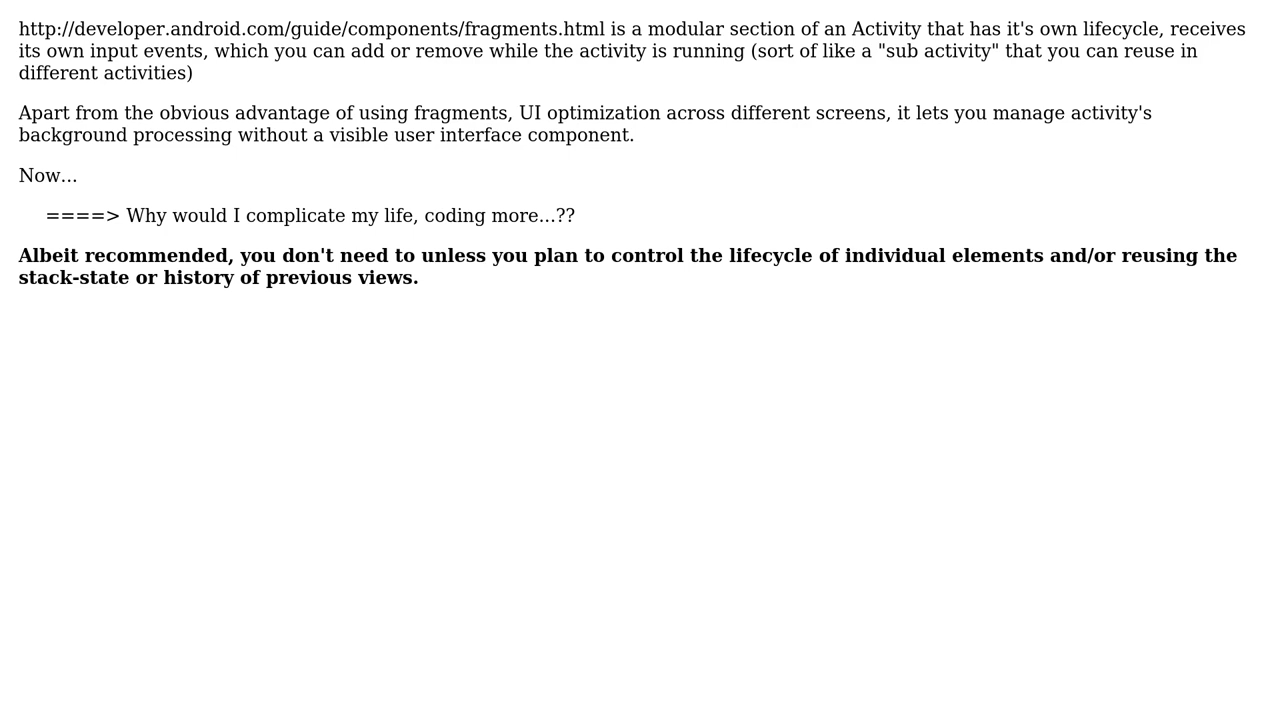 http://developer.android.com/guide/components/fragments.html is a modular section of an Activity that has it's own lifecycle, receives
its own input events, which you can add or remove while the activity is running (sort of like a "sub activity" that you can reuse in
different activities)
Apart from the obvious advantage of using fragments, UI optimization across different screens, it lets you manage activity's
background processing without a visible user interface component.
Now...
====> Why would I complicate my life, coding more...??
Albeit recommended, you don't need to unless you plan to control the lifecycle of individual elements and/or reusing the
stack-state or history of previous views.